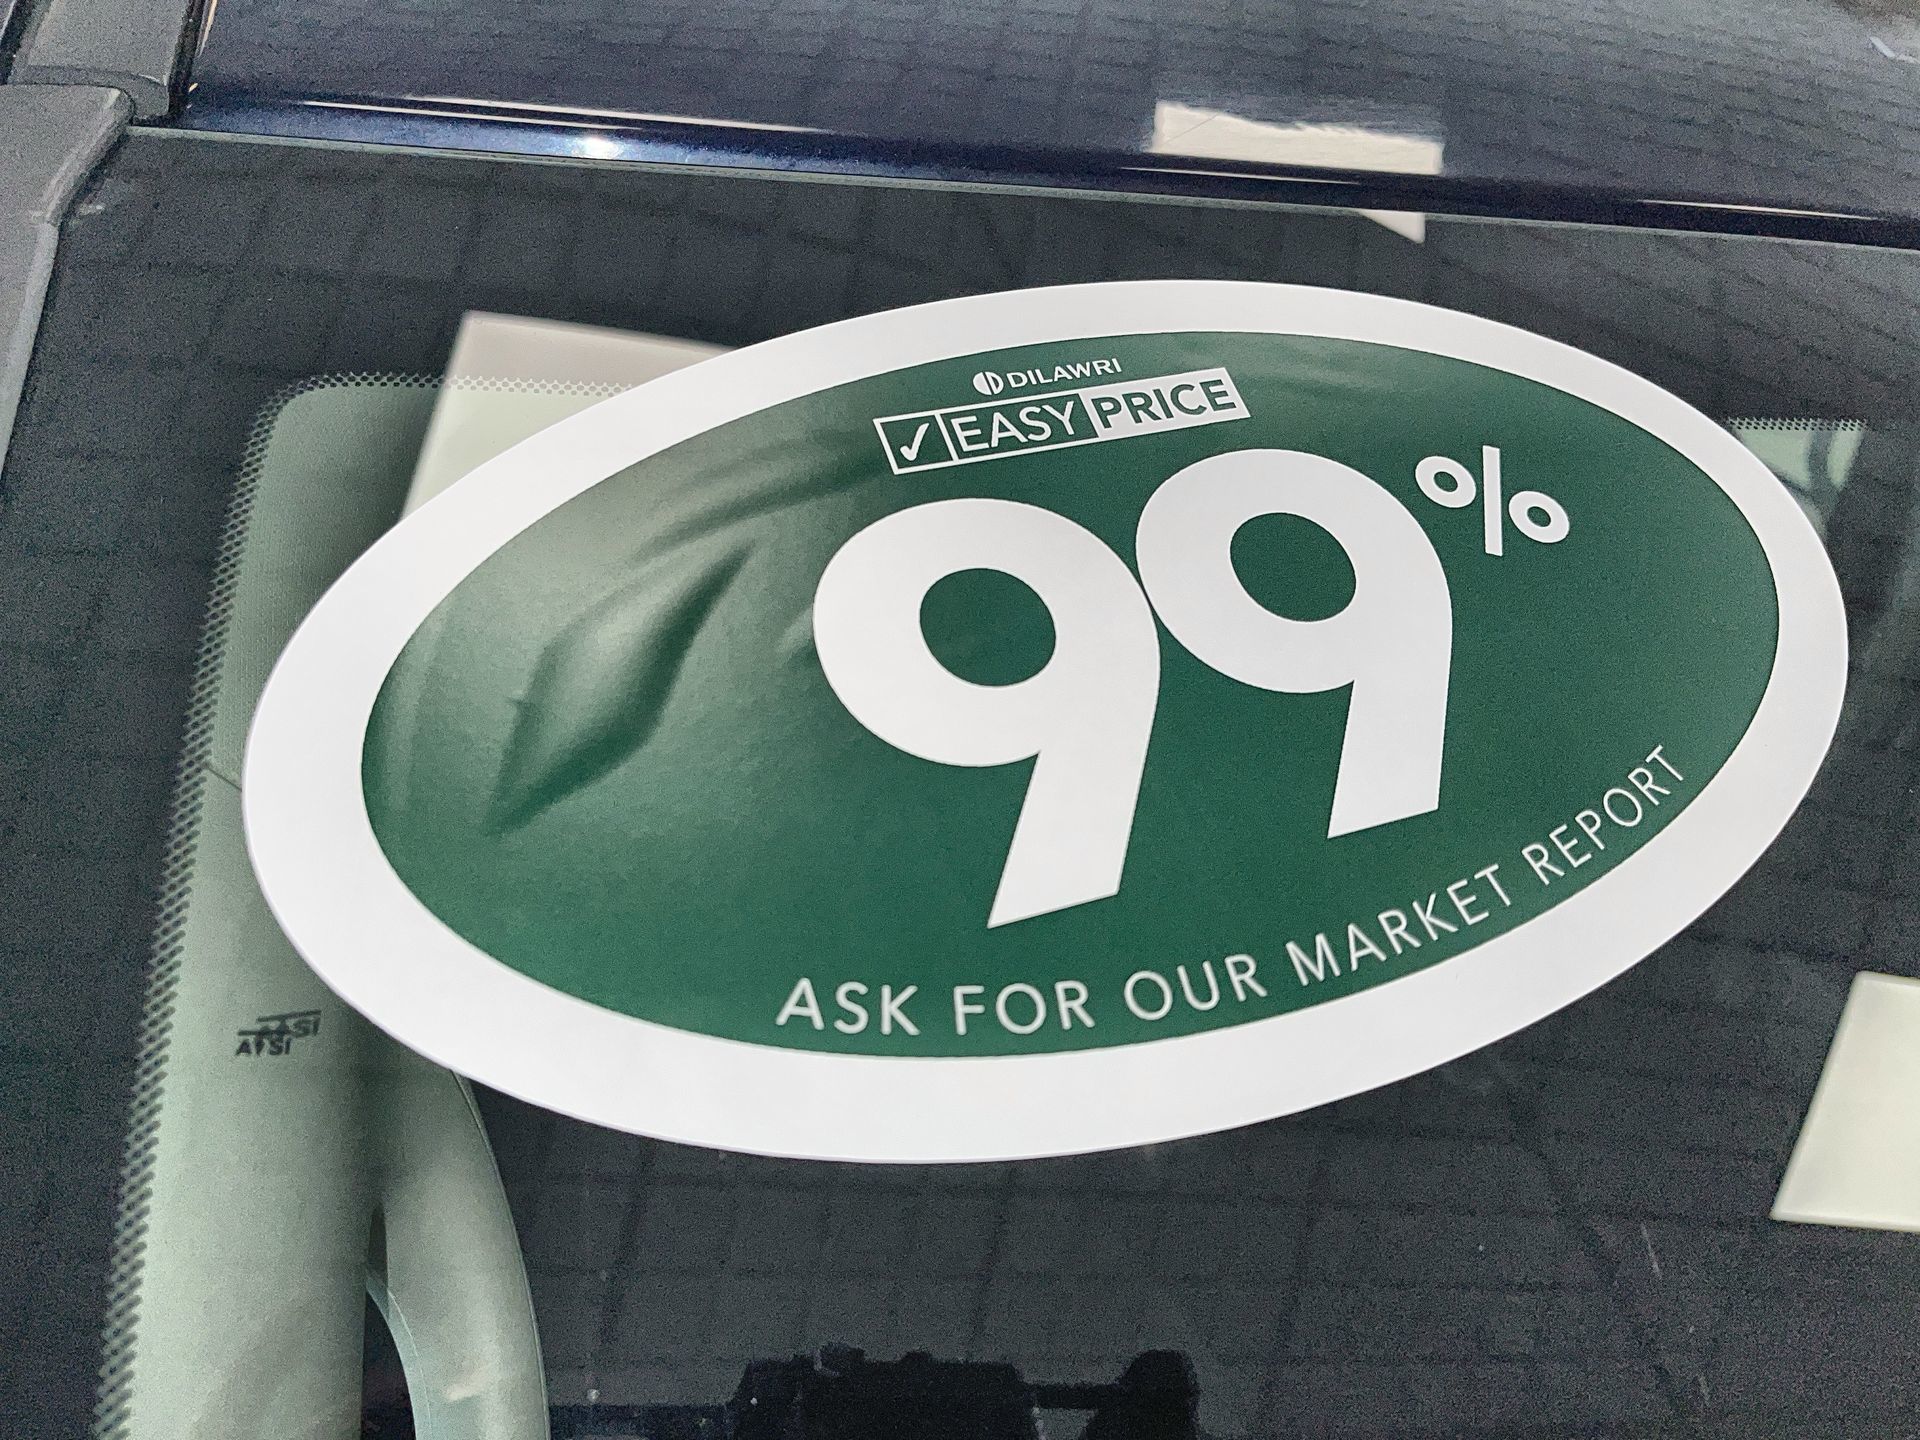 DILAWRI
✓ EASY PRICE
99%
ASK FOR OUR MARKET REPORT